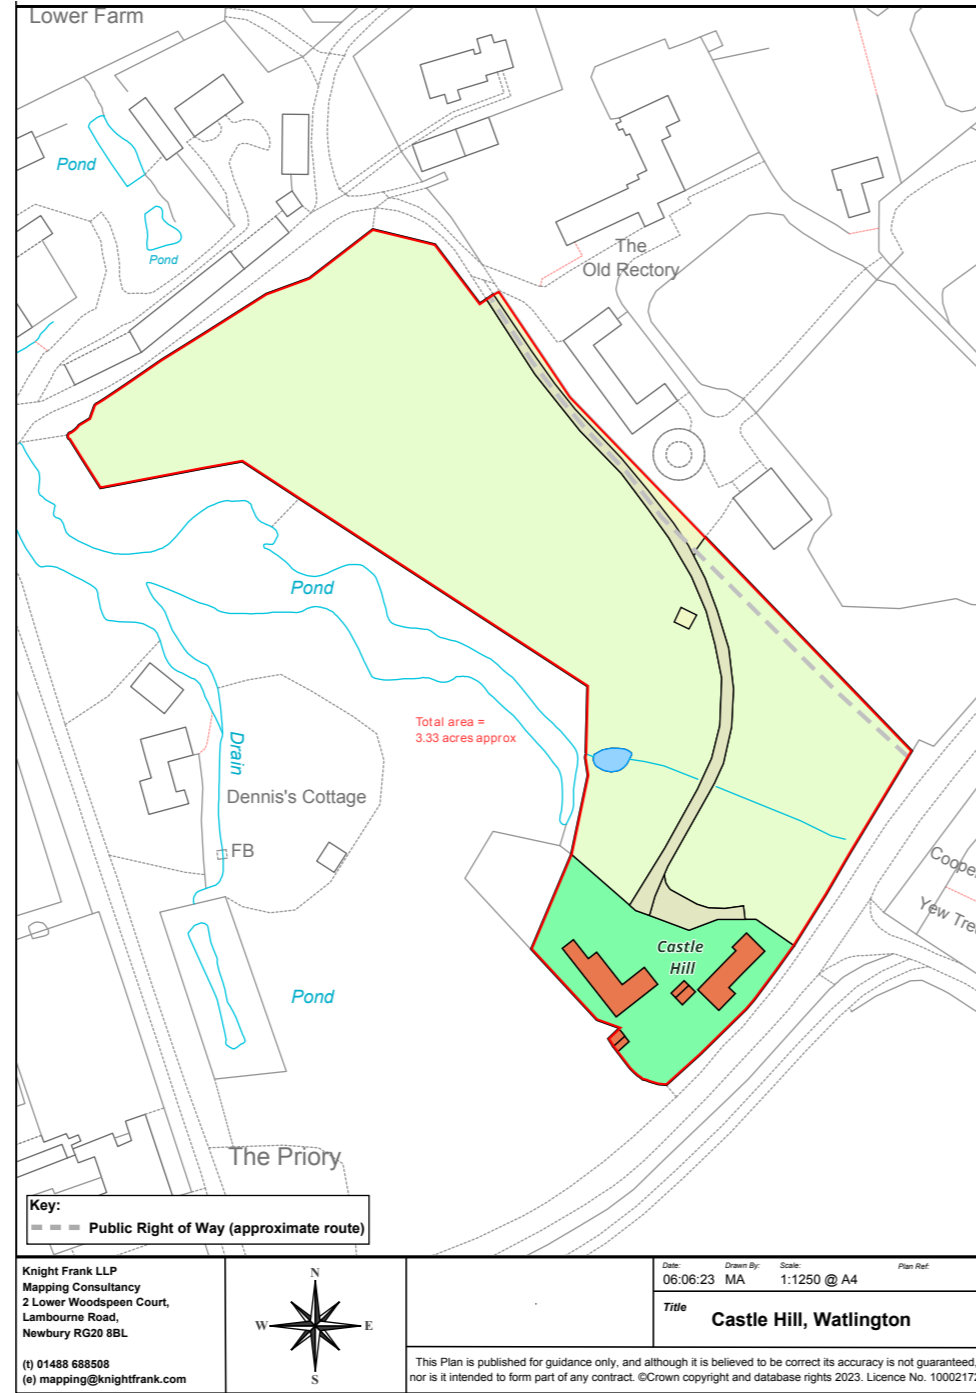 Lower Farm
Pond
Pond
The
Old Rectory
Pond
Total area =
3.33 acres approx
Drain
Dennis's Cottage
FB
Castle
Hill
Yew
Pond
The Priory
Key:
Public Right of Way (approximate route)
Knight Frank LLP
Mapping Consultancy
2 Lower Woodspeen Court,
Lambourne Road,
Newbury RG20 8BL
(t) 01488 688508
(e) mapping@knightfrank.com
N
W
E
S
Date:
Drawn By:
Scale:
Plan Ref:
06:06:23
MA
1:1250 @ A4
Title
Castle Hill, Watlington
This Plan is published for guidance only, and although it is believed to be correct its accuracy is not guaranteed,
nor is it intended to form part of any contract. ©Crown copyright and database rights 2023. Licence No.